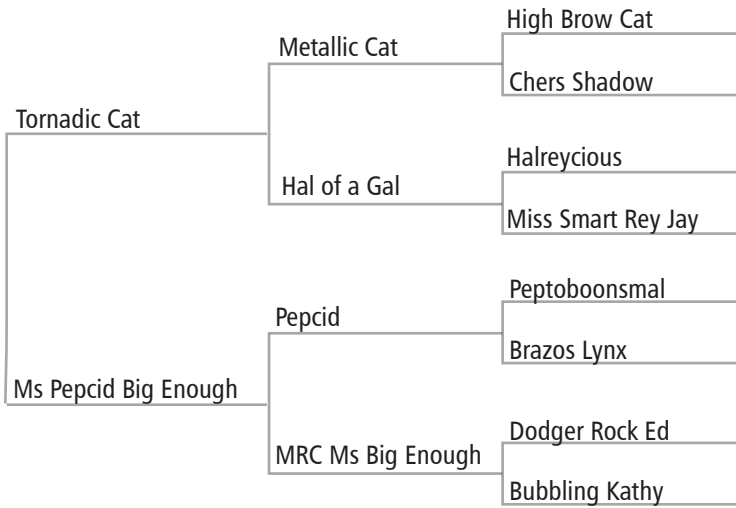 High Brow Cat
Metallic Cat
Chers Shadow
Tornadic Cat
Halreycious
Hal of a Gal
Miss Smart Rey Jay
Peptoboonsmal
Pepcid
Brazos Lynx
Ms Pepcid Big Enough
Dodger Rock Ed
MRC Ms Big Enough
Bubbling Kathy